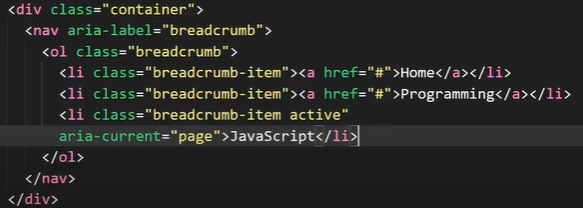 <div class="container">
<nav aria-label="breadcrumb">
<ol class="breadcrumb">
<li class="breadcrumb-item"><a href="#">Home</a></li>
<li class="breadcrumb-item"><a href="#">Programming</a></li>
<li class="breadcrumb-item active"
aria-current="page">JavaScript</li>
</ol>
</nav>
</div>